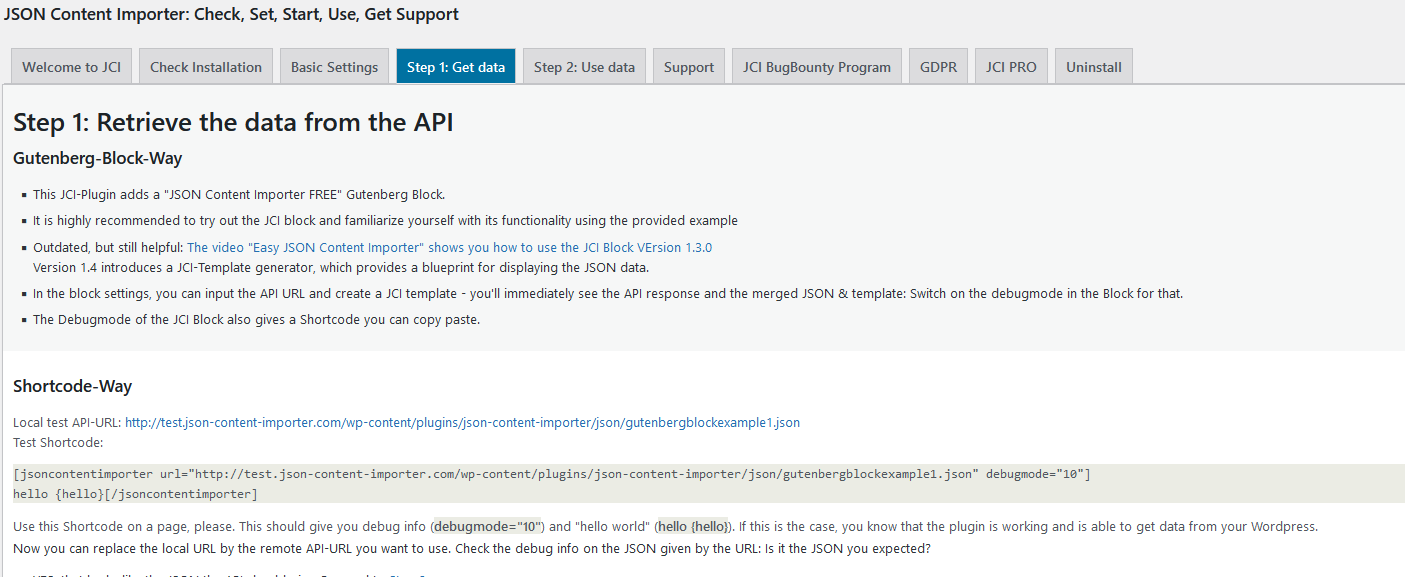 JSON Content Importer: Check, Set, Start, Use, Get Support
Welcome to JCI
Check Installation
Basic Settings
Step 1: Get data
Step 2: Use data
Support
JCI BugBounty Program
GDPR
JCI PRO
Uninstall
Step 1: Retrieve the data from the API
Gutenberg-Block-Way
▪ This JCI-Plugin adds a "JSON Content Importer FREE" Gutenberg Block.
▪ It is highly recommended to try out the JCI block and familiarize yourself with its functionality using the provided example
▪ Outdated, but still helpful: The video "Easy JSON Content Importer" shows you how to use the JCI Block VErsion 1.3.0
Version 1.4 introduces a JCI-Template generator, which provides a blueprint for displaying the JSON data.
▪ In the block settings, you can input the API URL and create a JCI template - you'll immediately see the API response and the merged JSON & template: Switch on the debugmode in the Block for that.
▪ The Debugmode of the JCI Block also gives a Shortcode you can copy paste.
Shortcode-Way
Local test API-URL: http://test.json-content-importer.com/wp-content/plugins/json-content-importer/json/gutenbergblockexample1.json
Test Shortcode:
[jsoncontentimporter url="http://test.json-content-importer.com/wp-content/plugins/json-content-importer/json/gutenbergblockexample1.json" debugmode="10"]
hello {hello}[/jsoncontentimporter]
Use this Shortcode on a page, please. This should give you debug info (debugmode="10") and "hello world" (hello {hello}). If this is the case, you know that the plugin is working and is able to get data from your Wordpress.
Now you can replace the local URL by the remote API-URL you want to use. Check the debug info on the JSON given by the URL: Is it the JSON you expected?